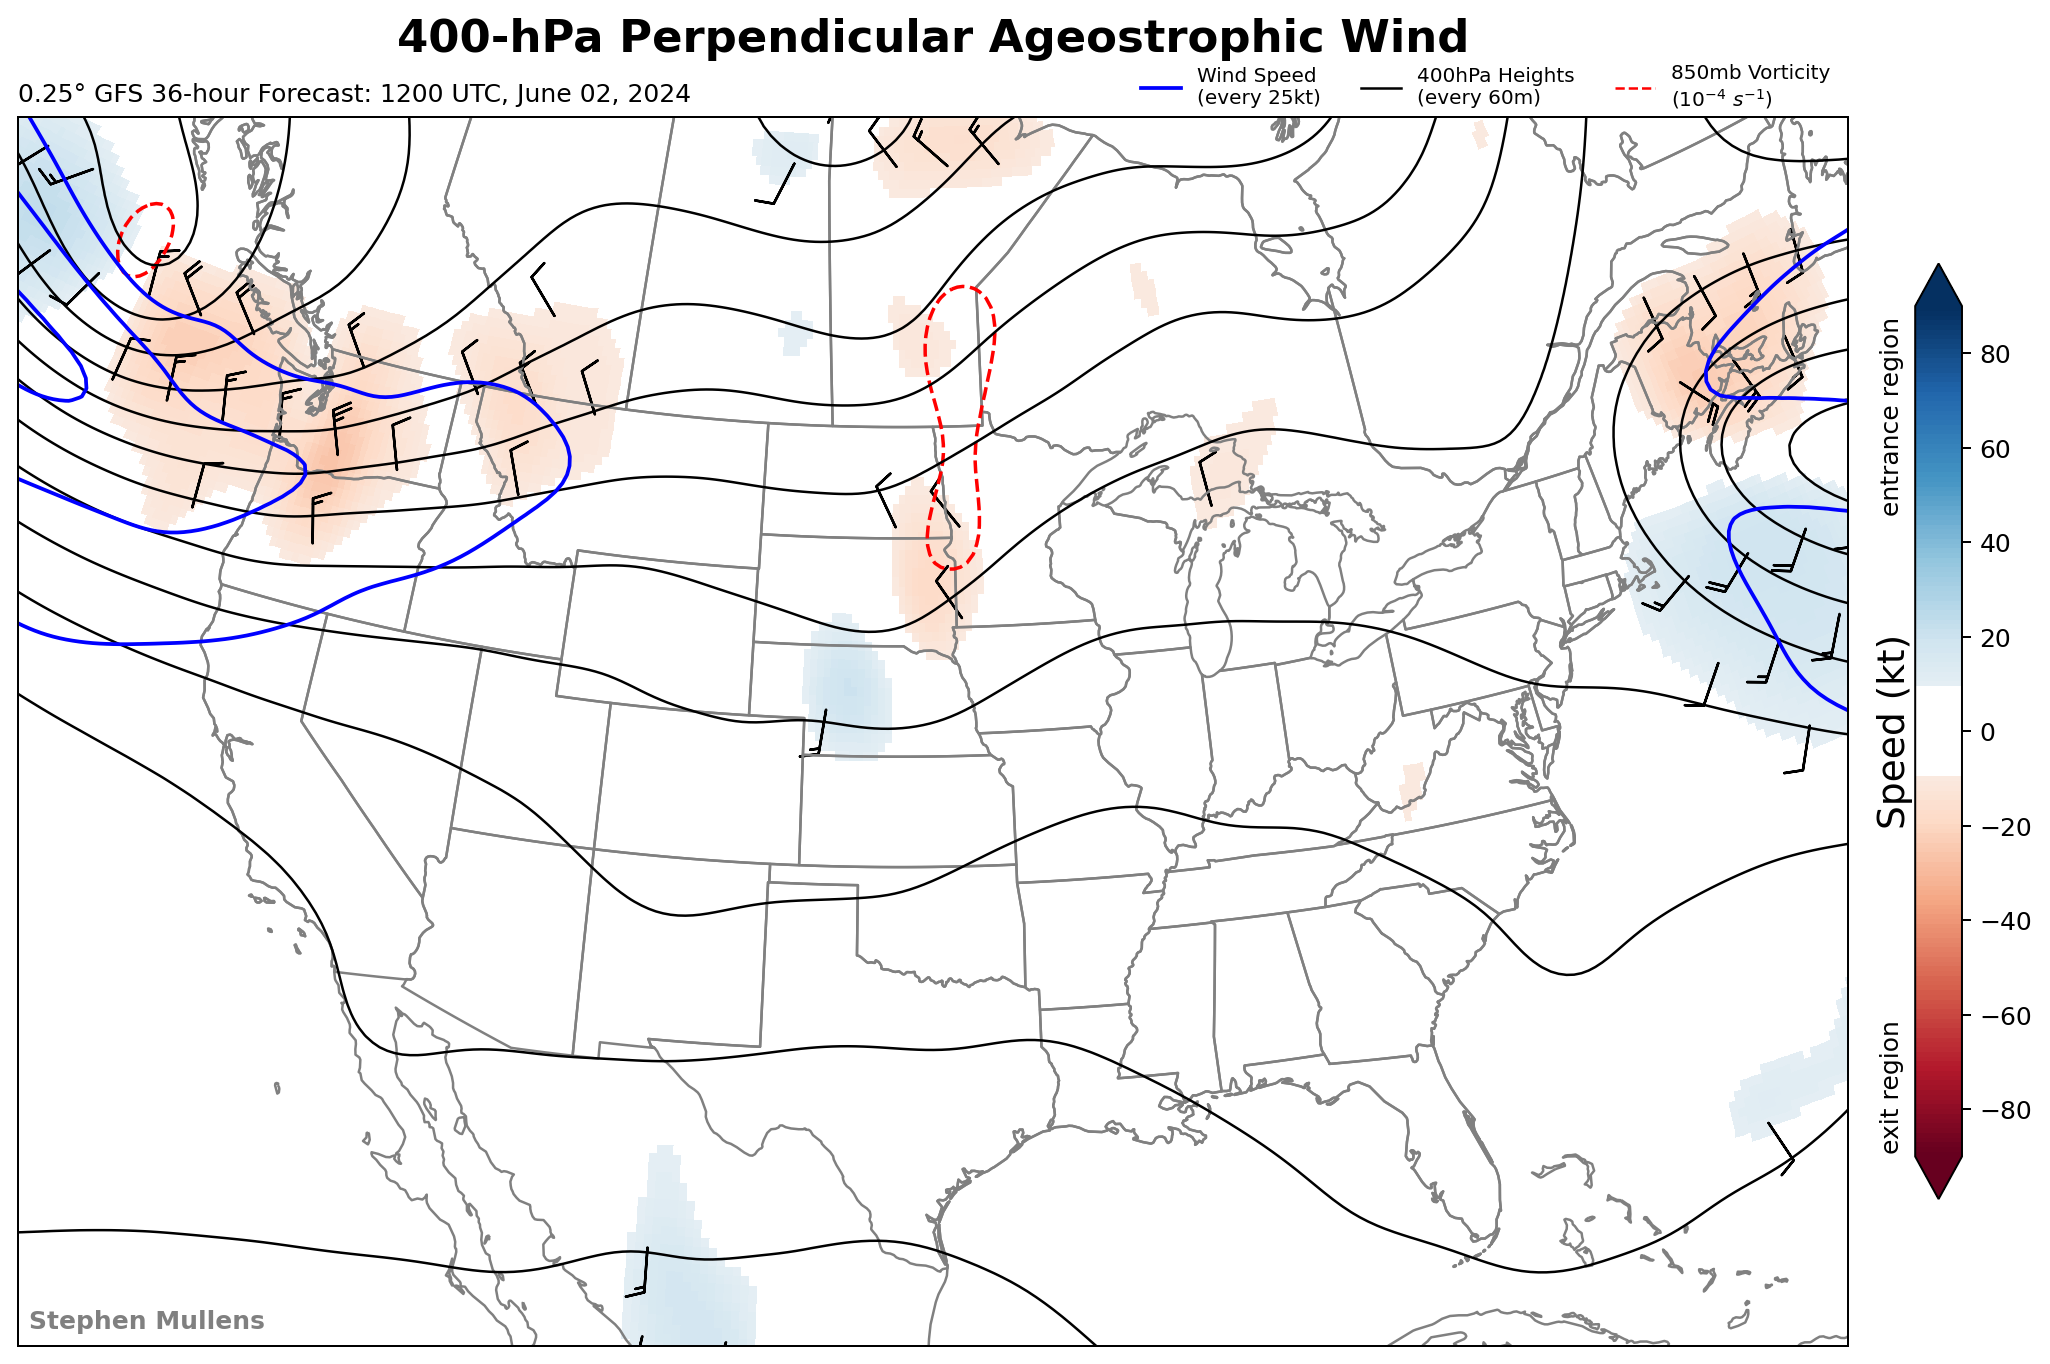 400-hPa Perpendicular Ageostrophic Wind
0.25° GFS 36-hour Forecast: 1200 UTC, June 02, 2024
Wind Speed
(every 25kt)
400hPa Heights
(every 60m)
850mb Vorticity
(10⁻⁴ s⁻¹)
entrance region
Speed (kt)
exit region
80
60
40
20
0
−20
−40
−60
−80
Stephen Mullens